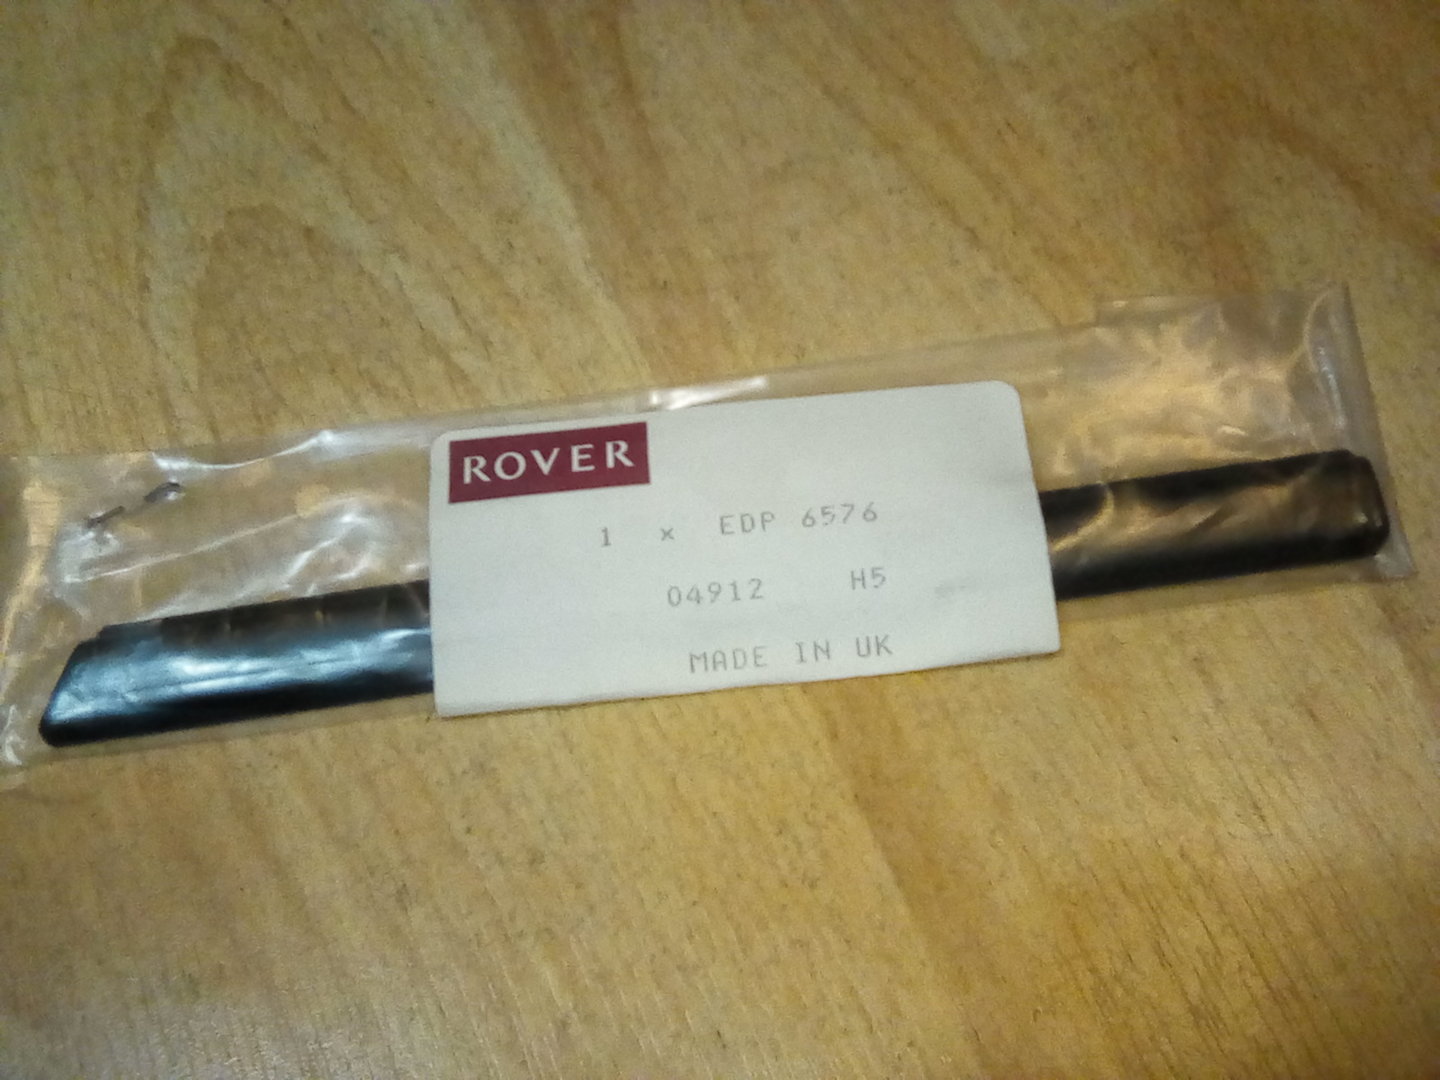 ROVER
1 x EDP 6576
04912 H5
MADE IN UK